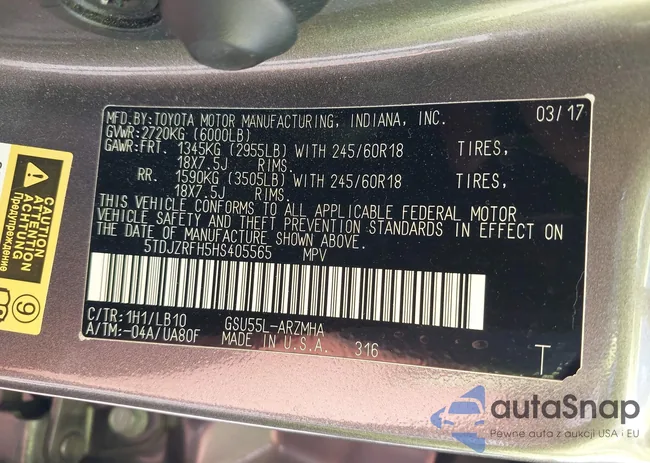 MFD.BY:TOYOTA MOTOR MANUFACTURING, INDIANA, INC. 03/17
GVWR:2720KG (6000LB)
GAWR:FRT. 1345KG (2955LB) WITH 245/60R18 TIRES,
18X7.5J RIMS.
RR. 1590KG (3505LB) WITH 245/60R18 TIRES,
18X7.5J RIMS.
THIS VEHICLE CONFORMS TO ALL APPLICABLE FEDERAL MOTOR
VEHICLE SAFETY AND THEFT PREVENTION STANDARDS IN EFFECT ON
THE DATE OF MANUFACTURE SHOWN ABOVE.
5TDJZRFH5HS405565 MPV
C/TR:1H1/LB10 GSU55L-ARZMHA
A/TM:-04A/UA80F MADE IN U.S.A. 316 T
CAUTION
ATTENTION
ACHTUNG
Предупреждение
9
autaSnap
Pewne auta z aukcji USA i EU